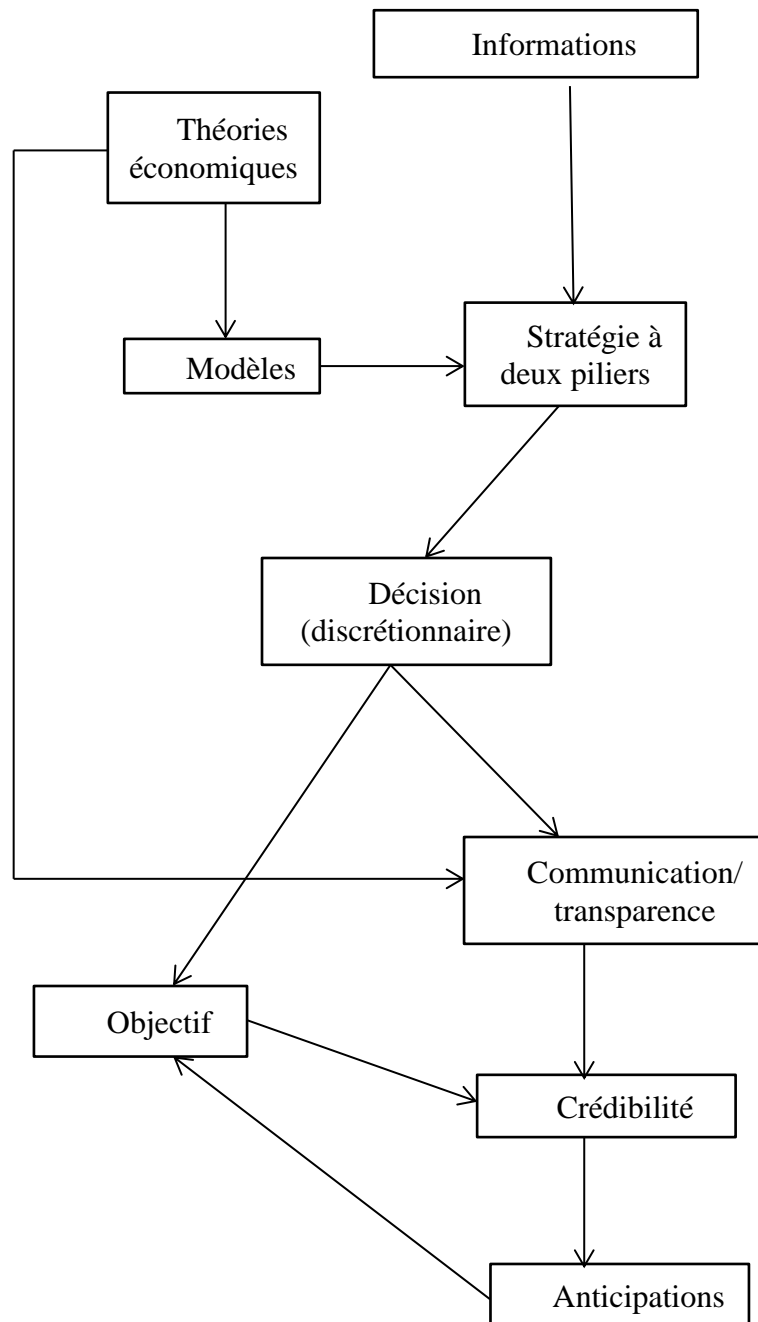 Informations
Théories
économiques
Modèles
Stratégie à
deux piliers
Décision
(discrétionnaire)
Communication/
transparence
Objectif
Crédibilité
Anticipations